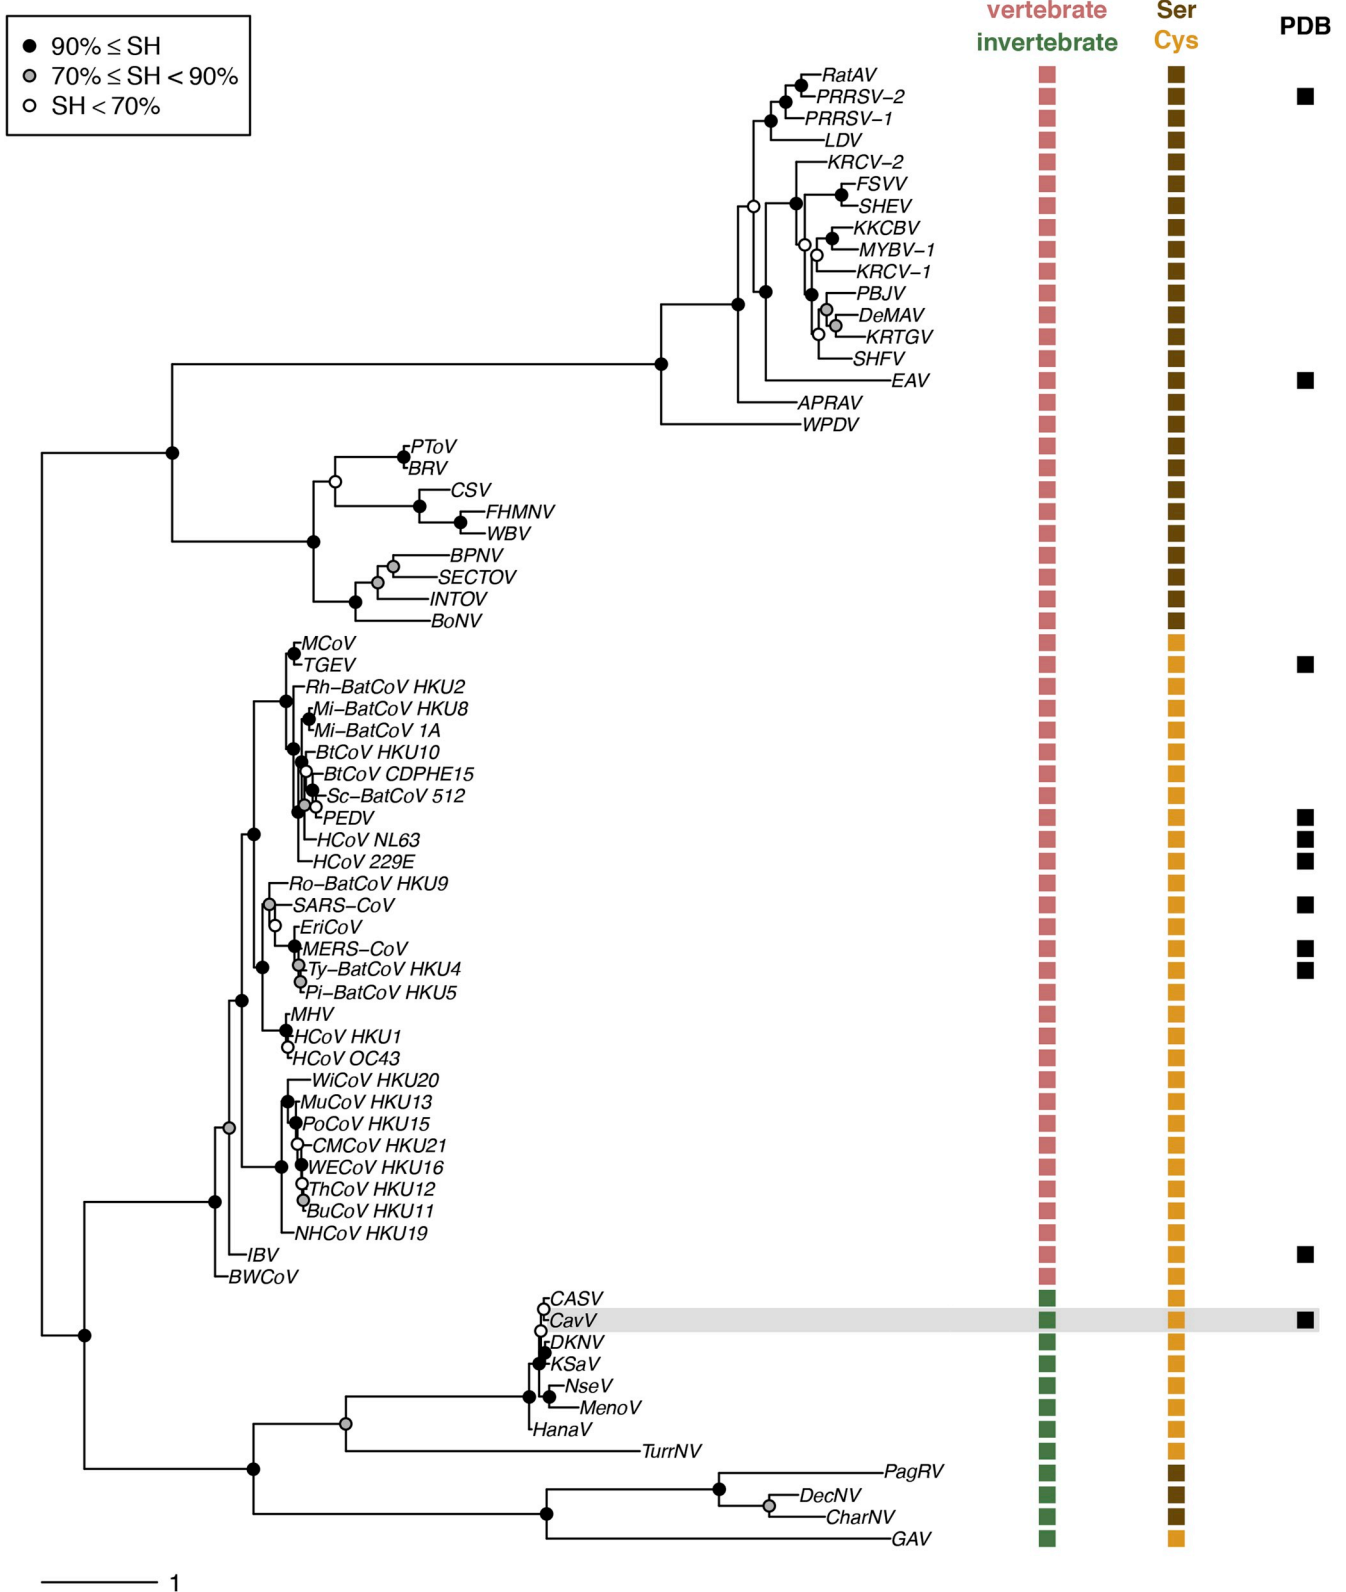 vertebrate Ser
invertebrate Cys PDB
90% ≤ SH
70% ≤ SH < 90%
SH < 70%
RatAV
PRRSV−2
PRRSV−1
LDV
KRCV−2
FSVV
SHEV
KKCBV
MYBV−1
KRCV−1
PBJV
DeMAV
KRTGV
SHFV
EAV
APRAV
WPDV
PToV
BRV
CSV
FHMNV
WBV
BPNV
SECTOV
INTOV
BoNV
MCoV
TGEV
Rh−BatCoV HKU2
Mi−BatCoV HKU8
Mi−BatCoV 1A
BtCoV HKU10
BtCoV CDPHE15
Sc−BatCoV 512
PEDV
HCoV NL63
HCoV 229E
Ro−BatCoV HKU9
SARS−CoV
EriCoV
MERS−CoV
Ty−BatCoV HKU4
Pi−BatCoV HKU5
MHV
HCoV HKU1
HCoV OC43
WiCoV HKU20
MuCoV HKU13
PoCoV HKU15
CMCoV HKU21
WECoV HKU16
ThCoV HKU12
BuCoV HKU11
NHCoV HKU19
IBV
BWCoV
CASV
CavV
DKNV
KSaV
NseV
MenoV
HanaV
TurrNV
PagRV
DecNV
CharNV
GAV
1